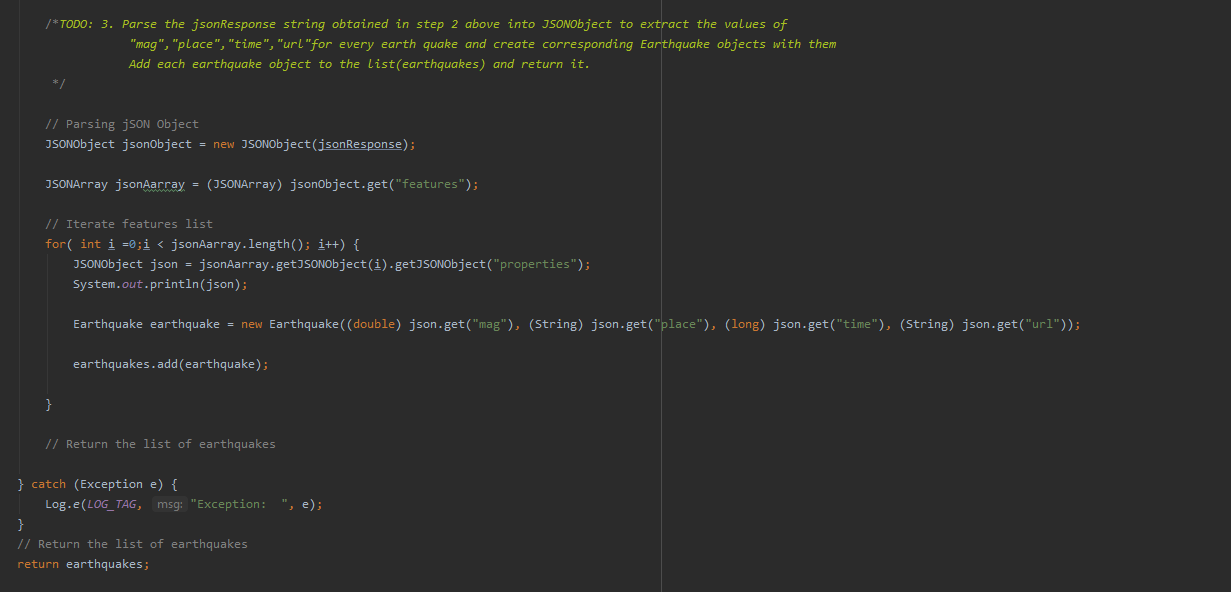 /*TODO: 3. Parse the jsonResponse string obtained in step 2 above into JSONObject to extract the values of
"mag","place","time","url"for every earth quake and create corresponding Earthquake objects with them
Add each earthquake object to the list(earthquakes) and return it.
*/
// Parsing jSON Object
JSONObject jsonObject = new JSONObject(jsonResponse);
JSONArray jsonAarray = (JSONArray) jsonObject.get("features");
// Iterate features list
for( int i =0;i < jsonAarray.length(); i++) {
JSONObject json = jsonAarray.getJSONObject(i).getJSONObject("properties");
System.out.println(json);
Earthquake earthquake = new Earthquake((double) json.get("mag"), (String) json.get("place"), (long) json.get("time"), (String) json.get("url"));
earthquakes.add(earthquake);
}
// Return the list of earthquakes
} catch (Exception e) {
Log.e(LOG_TAG, msg: "Exception:  ", e);
}
// Return the list of earthquakes
return earthquakes;